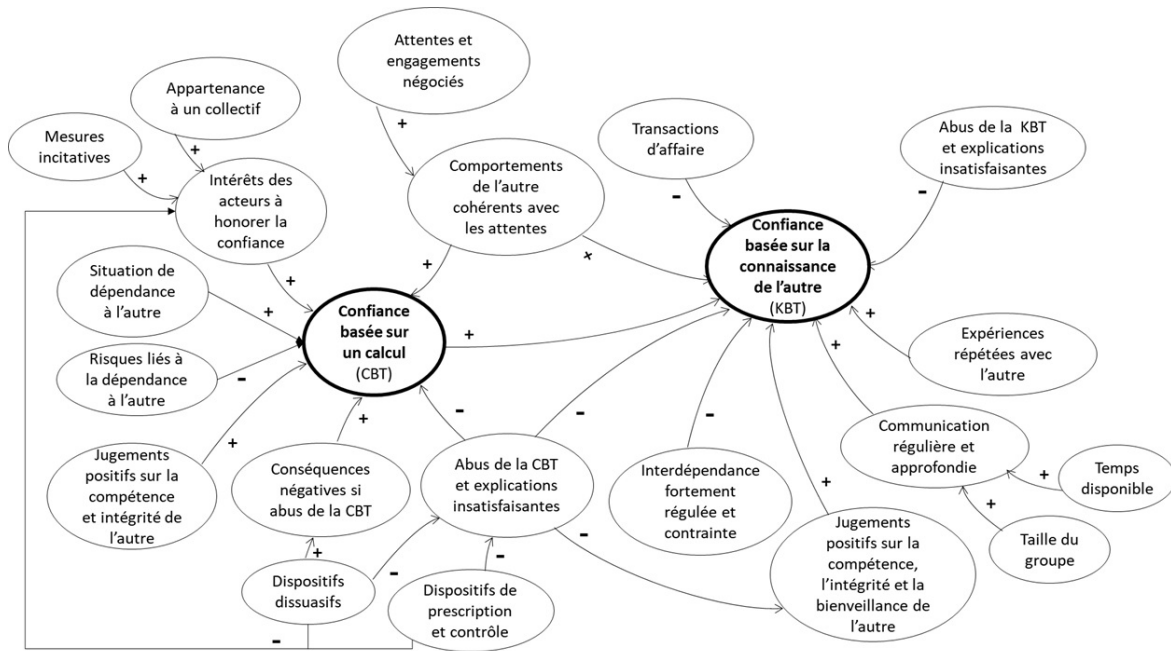 Attentes et
engagements
négociés
Appartenance
à un collectif
Mesures
incitatives
+
+
+
Intérêts des
acteurs à
honorer la
confiance
Comportements
de l'autre
cohérents avec
les attentes
Transactions
d'affaire
-
Abus de la KBT
et explications
insatisfaisantes
-
Confiance
basée sur la
connaissance
de l'autre
(KBT)
+
+
+
Situation de
dépendance
à l'autre
+
Risques liés à
la dépendance
à l'autre
-
Confiance
basée sur
un calcul
(CBT)
+
+
+
Expériences
répétées avec
l'autre
Jugements
positifs sur la
compétence
et intégrité de
l'autre
+
+
Conséquences
négatives si
abus de la CBT
-
-
Abus de la CBT
et explications
insatisfaisantes
-
Interdépendance
fortement
régulée et
contrainte
+
Communication
régulière et
approfondie
+
Temps
disponible
+
Taille du
groupe
-
Jugements
positifs sur la
compétence,
l'intégrité et la
bienveillance de
l'autre
+
Dispositifs
dissuasifs
-
-
Dispositifs de
prescription
et contrôle
-